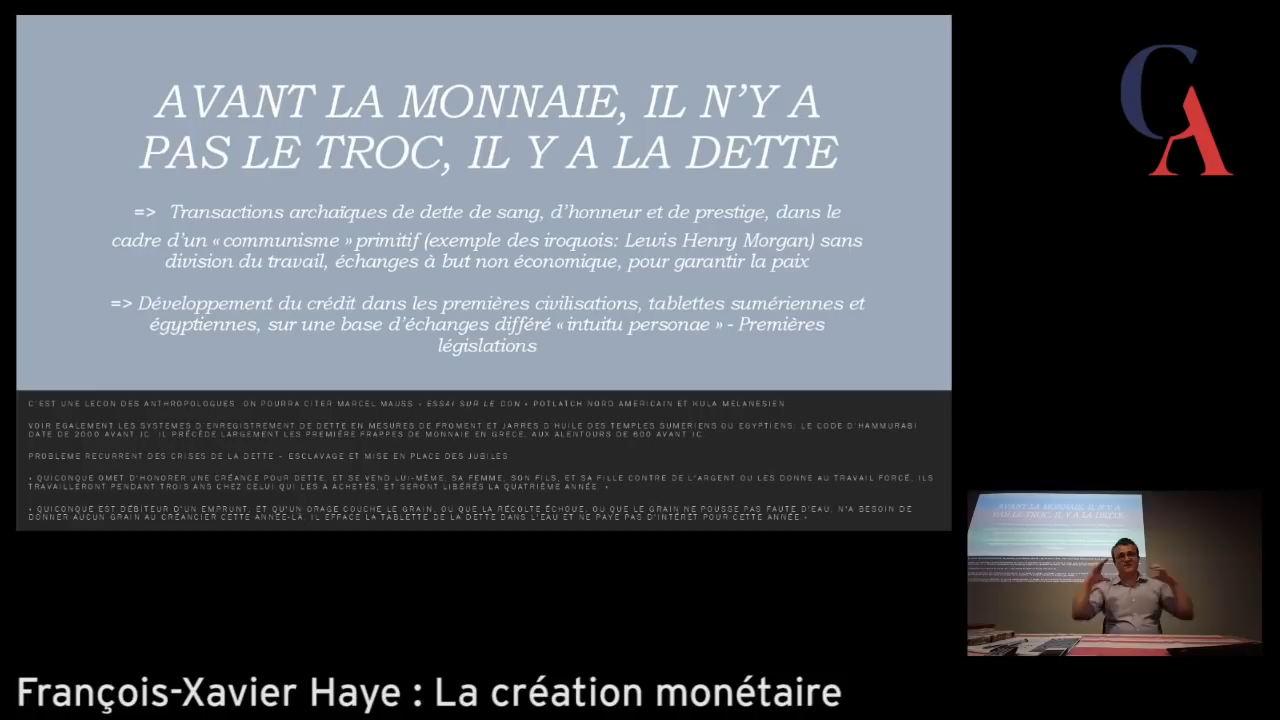 AVANT LA MONNAIE, IL N'Y A
PAS LE TROC, IL Y A LA DETTE
=> Transactions archaïques de dette de sang, d'honneur et de prestige, dans le
cadre d'un « communisme » primitif (exemple des iroquois: Lewis Henry Morgan) sans
division du travail, échanges à but non économique, pour garantir la paix
=> Développement du crédit dans les premières civilisations, tablettes sumériennes et
égyptiennes, sur une base d'échanges différé « intuitu personae » - Premières
législations
C'EST UNE LECON DES ANTHROPOLOGUES. ON POURRA CITER MARCEL MAUSS « ESSAI SUR LE DON » POTLATCH NORD AMERICAIN ET KULA MELANESIEN
VOIR EGALEMENT LES SYSTEMES D'ENREGISTREMENT DE DETTE EN MESURES DE FROMENT ET JARRES D'HUILE DES TEMPLES SUMERIENS OU EGYPTIENS: LE CODE D'HAMMURABI
DATE DE 2000 AVANT JC. IL PRÉCÈDE LARGEMENT LES PREMIÈRE FRAPPES DE MONNAIE EN GRECE, AUX ALENTOURS DE 600 AVANT JC.
PROBLEME RECURRENT DES CRISES DE LA DETTE – ESCLAVAGE ET MISE EN PLACE DES JUBILES
« QUICONQUE OMET D'HONORER UNE CRÉANCE POUR DETTE, ET SE VEND LUI-MÊME, SA FEMME, SON FILS, ET SA FILLE CONTRE DE L'ARGENT OU LES DONNE AU TRAVAIL FORCÉ, ILS
TRAVAILLERONT PENDANT TROIS ANS CHEZ CELUI QUI LES A ACHETÉS, ET SERONT LIBÉRÉS LA QUATRIÈME ANNÉE. »
« QUICONQUE EST DÉBITEUR D'UN EMPRUNT, ET QU'UN ORAGE COUCHE LE GRAIN, OU QUE LA RÉCOLTE ÉCHOUE, OU QUE LE GRAIN NE POUSSE PAS FAUTE D'EAU, N'A BESOIN DE
DONNER AUCUN GRAIN AU CRÉANCIER CETTE ANNÉE-LÀ, IL EFFACE LA TABLETTE DE LA DETTE DANS L'EAU ET NE PAYE PAS D'INTÉRÊT POUR CETTE ANNÉE »
CA
AVANT LA MONNAIE, IL N'Y A
PAS LE TROC, IL Y A LA DETTE
François-Xavier Haye : La création monétaire